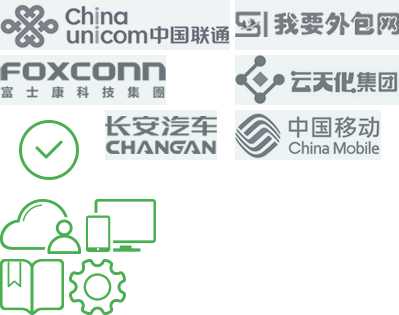 China
unicom中国联通
我要外包网
FOXCONN
富士康科技集團
云天化集团
长安汽车
CHANGAN
中国移动
China Mobile